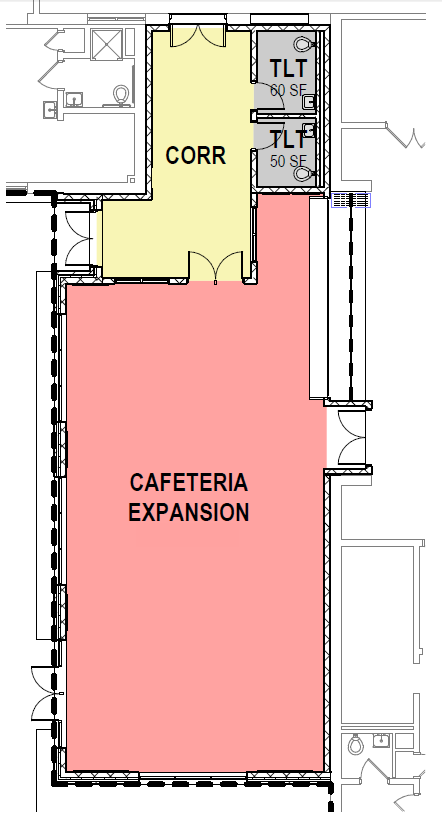 TLT
60 SF
CORR
TLT
50 SF
CAFETERIA
EXPANSION